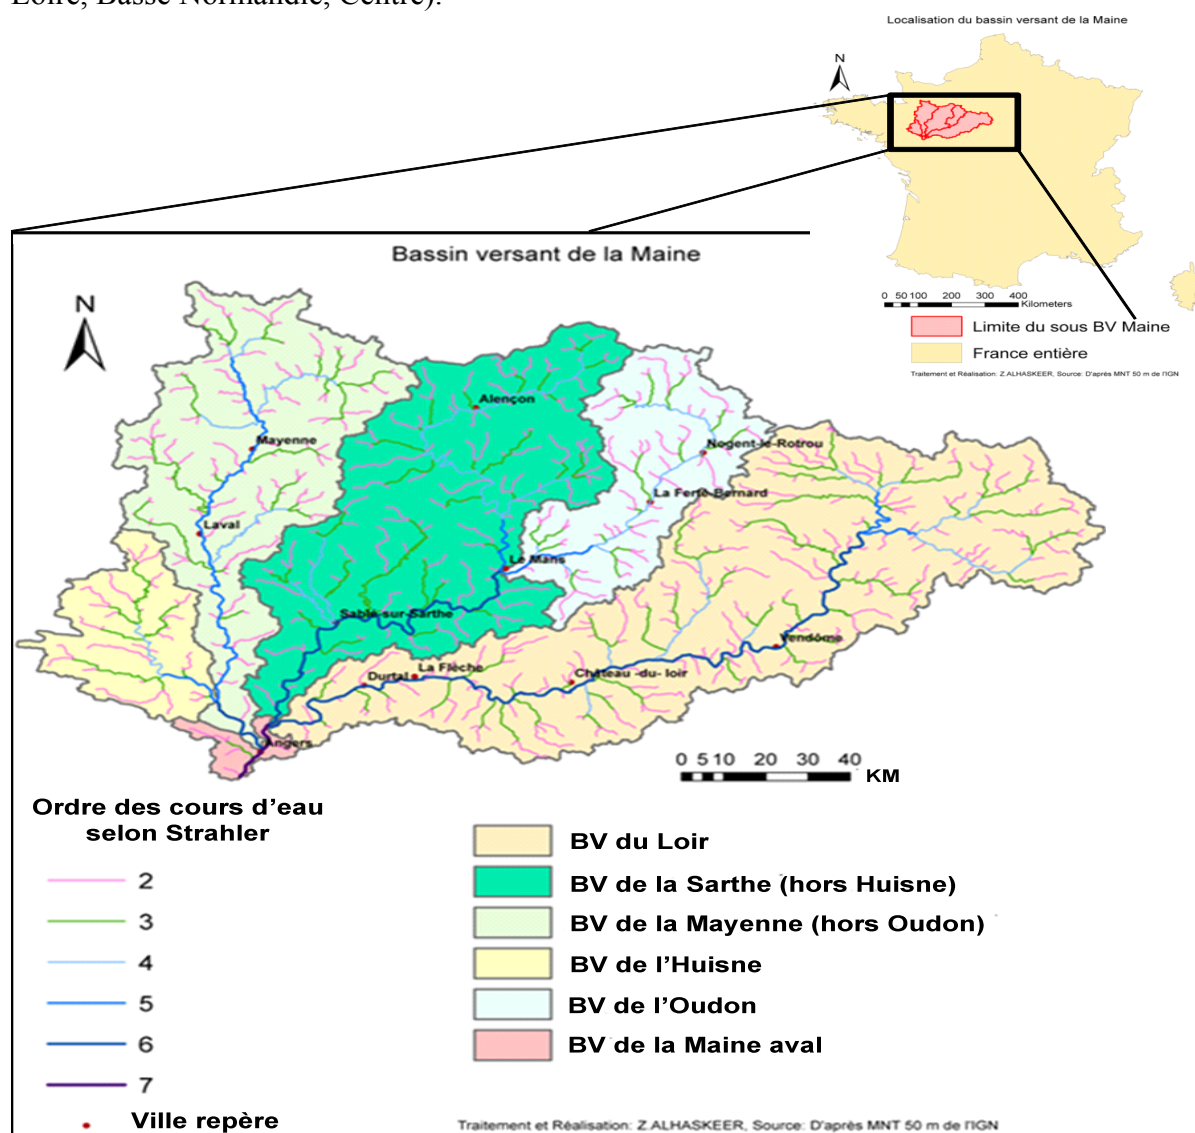 Loire, Basse Normandie, Centre).
Localisation du bassin versant de la Maine
N
0 50 100 200 300 400
Kilometers
Limite du sous BV Maine
France entière
Traitement et Réalisation: Z.ALHASKEER, Source: D'après MNT 50 m de l'IGN
Bassin versant de la Maine
N
Alençon
Mayenne
Nogent-le-Rotrou
La Ferté-Bernard
Laval
Le Mans
Sablé-sur-Sarthe
Vendôme
La Flèche
Durtal
Château -du- loir
Angers
0 5 10 20 30 40
KM
Ordre des cours d'eau
selon Strahler
2
3
4
5
6
7
Ville repère
BV du Loir
BV de la Sarthe (hors Huisne)
BV de la Mayenne (hors Oudon)
BV de l'Huisne
BV de l'Oudon
BV de la Maine aval
Traitement et Réalisation: Z.ALHASKEER, Source: D'après MNT 50 m de l'IGN